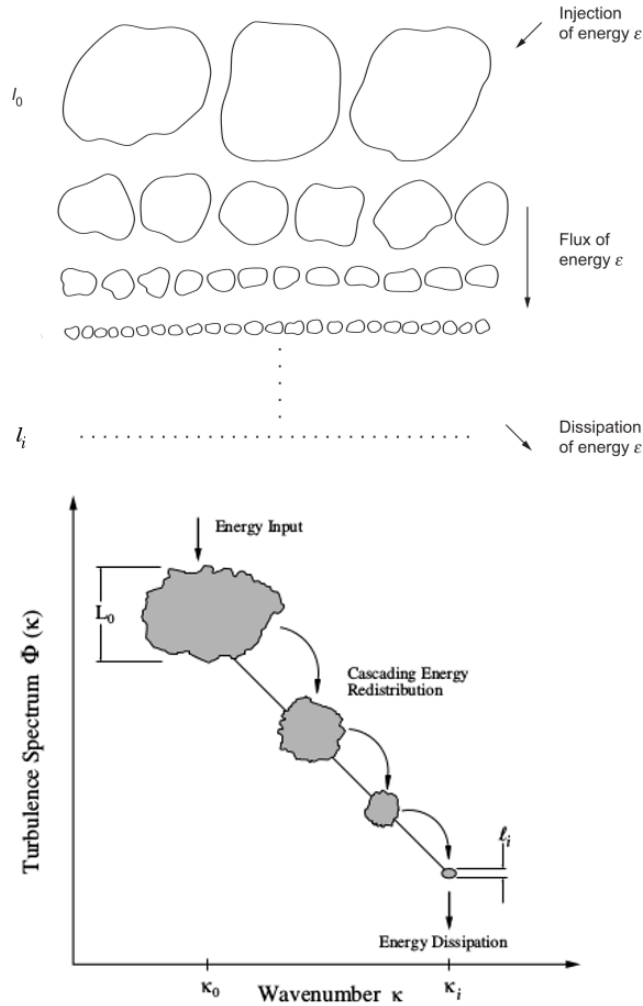 Injection
of energy ε
l₀
Flux of
energy ε
lᵢ
Dissipation
of energy ε
Energy Input
L₀
Cascading Energy
Redistribution
ℓᵢ
Energy Dissipation
Turbulence Spectrum Φ (κ)
κ₀
κᵢ
Wavenumber κ